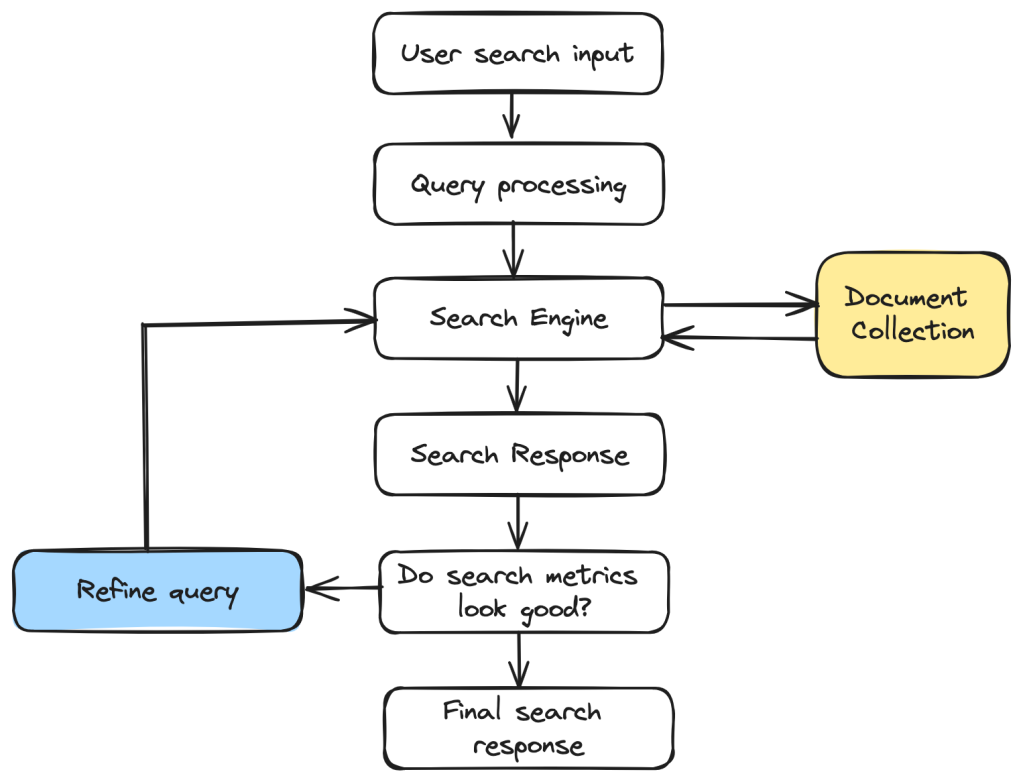 User search input
Query processing
Search Engine
Document
Collection
Search Response
Refine query
Do search metrics
look good?
Final search
response